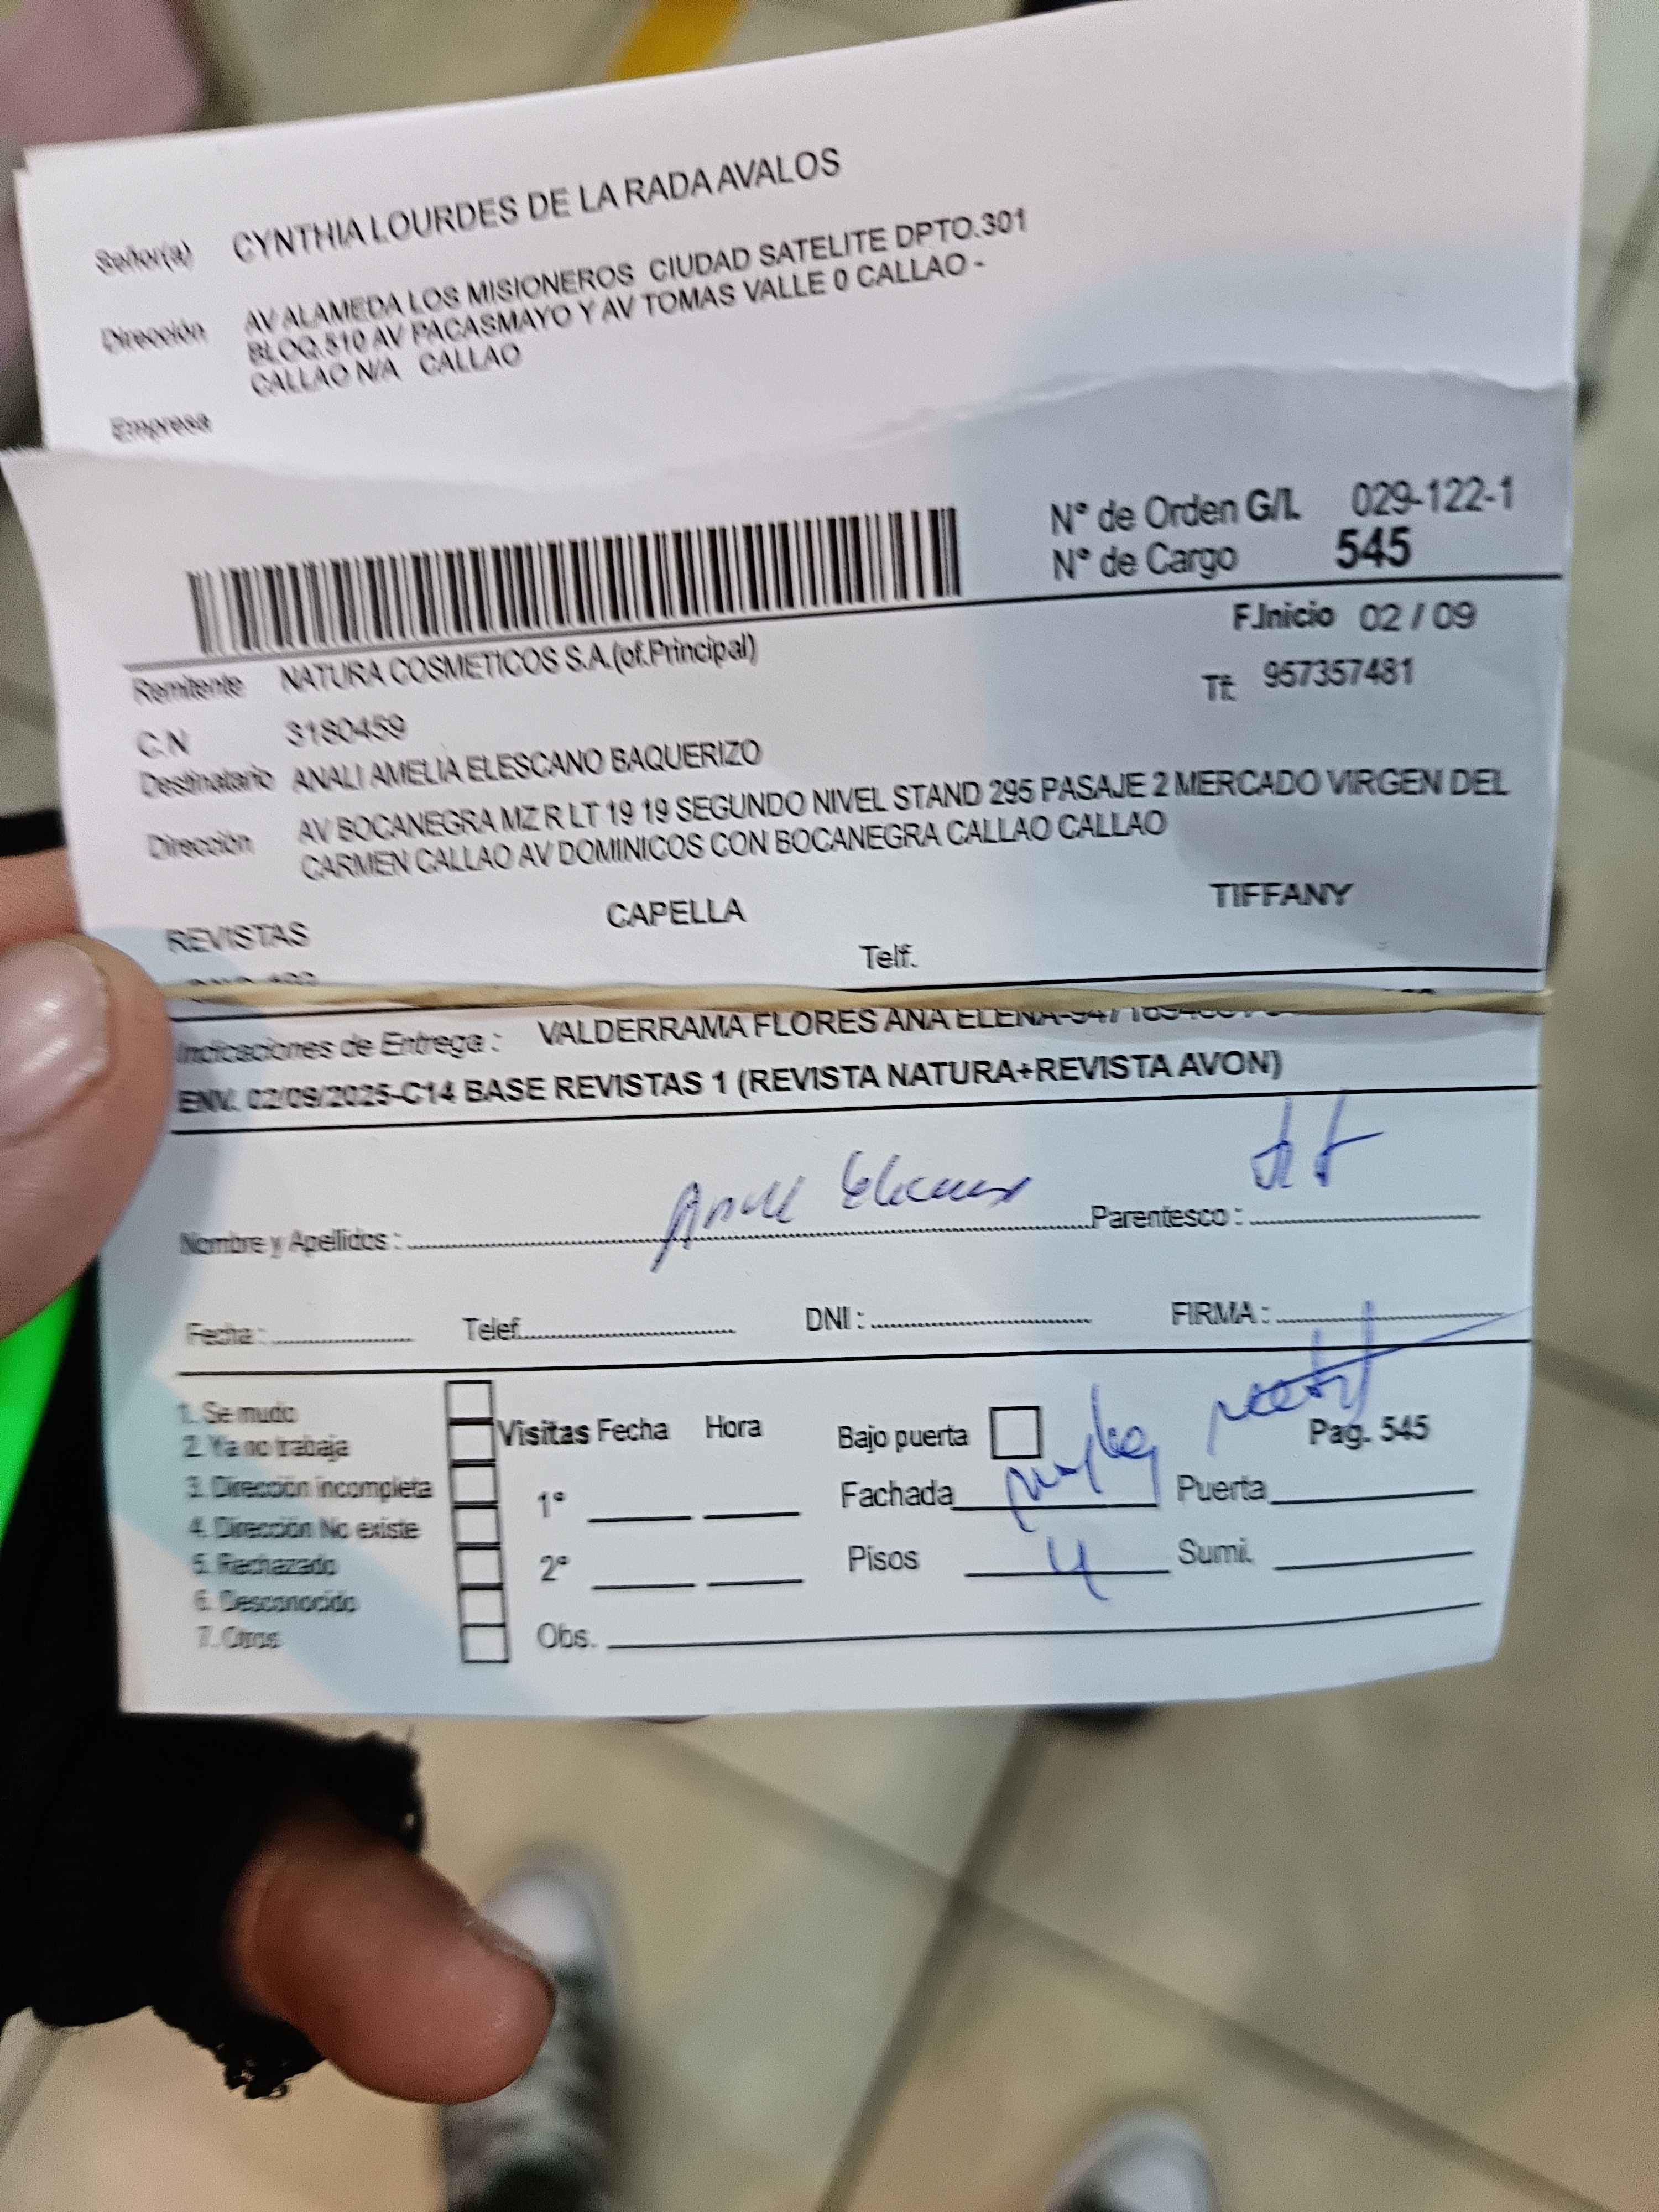 Señor(a) CYNTHIA LOURDES DE LA RADA AVALOS
Dirección AV ALAMEDA LOS MISIONEROS CIUDAD SATELITE DPTO.301
BLOQ.510 AV PACASMAYO Y AV TOMAS VALLE 0 CALLAO -
CALLAO N/A CALLAO
Empresa
N° de Orden G/I. 029-122-1
N° de Cargo 545
F.Inicio 02 / 09
Remitente NATURA COSMETICOS S.A.(of.Principal)
Tf: 957357481
C.N 3180459
Destinatario ANALI AMELIA ELESCANO BAQUERIZO
Dirección AV BOCANEGRA MZ R LT 19 19 SEGUNDO NIVEL STAND 295 PASAJE 2 MERCADO VIRGEN DEL
CARMEN CALLAO AV DOMINICOS CON BOCANEGRA CALLAO CALLAO
REVISTAS CAPELLA TIFFANY
Telf.
Indicaciones de Entrega : VALDERRAMA FLORES ANA ELENA
ENV. 02/09/2025-C14 BASE REVISTAS 1 (REVISTA NATURA+REVISTA AVON)
Nombre y Apellidos : Parentesco :
Fecha : Telef. DNI : FIRMA :
1. Se mudo
2. Ya no trabaja
3. Dirección incompleta
4. Dirección No existe
5. Rechazado
6. Desconocido
7. Otros
Visitas Fecha Hora
1°
2°
Obs.
Bajo puerta Pag. 545
Fachada Puerta
Pisos 4 Sumi.